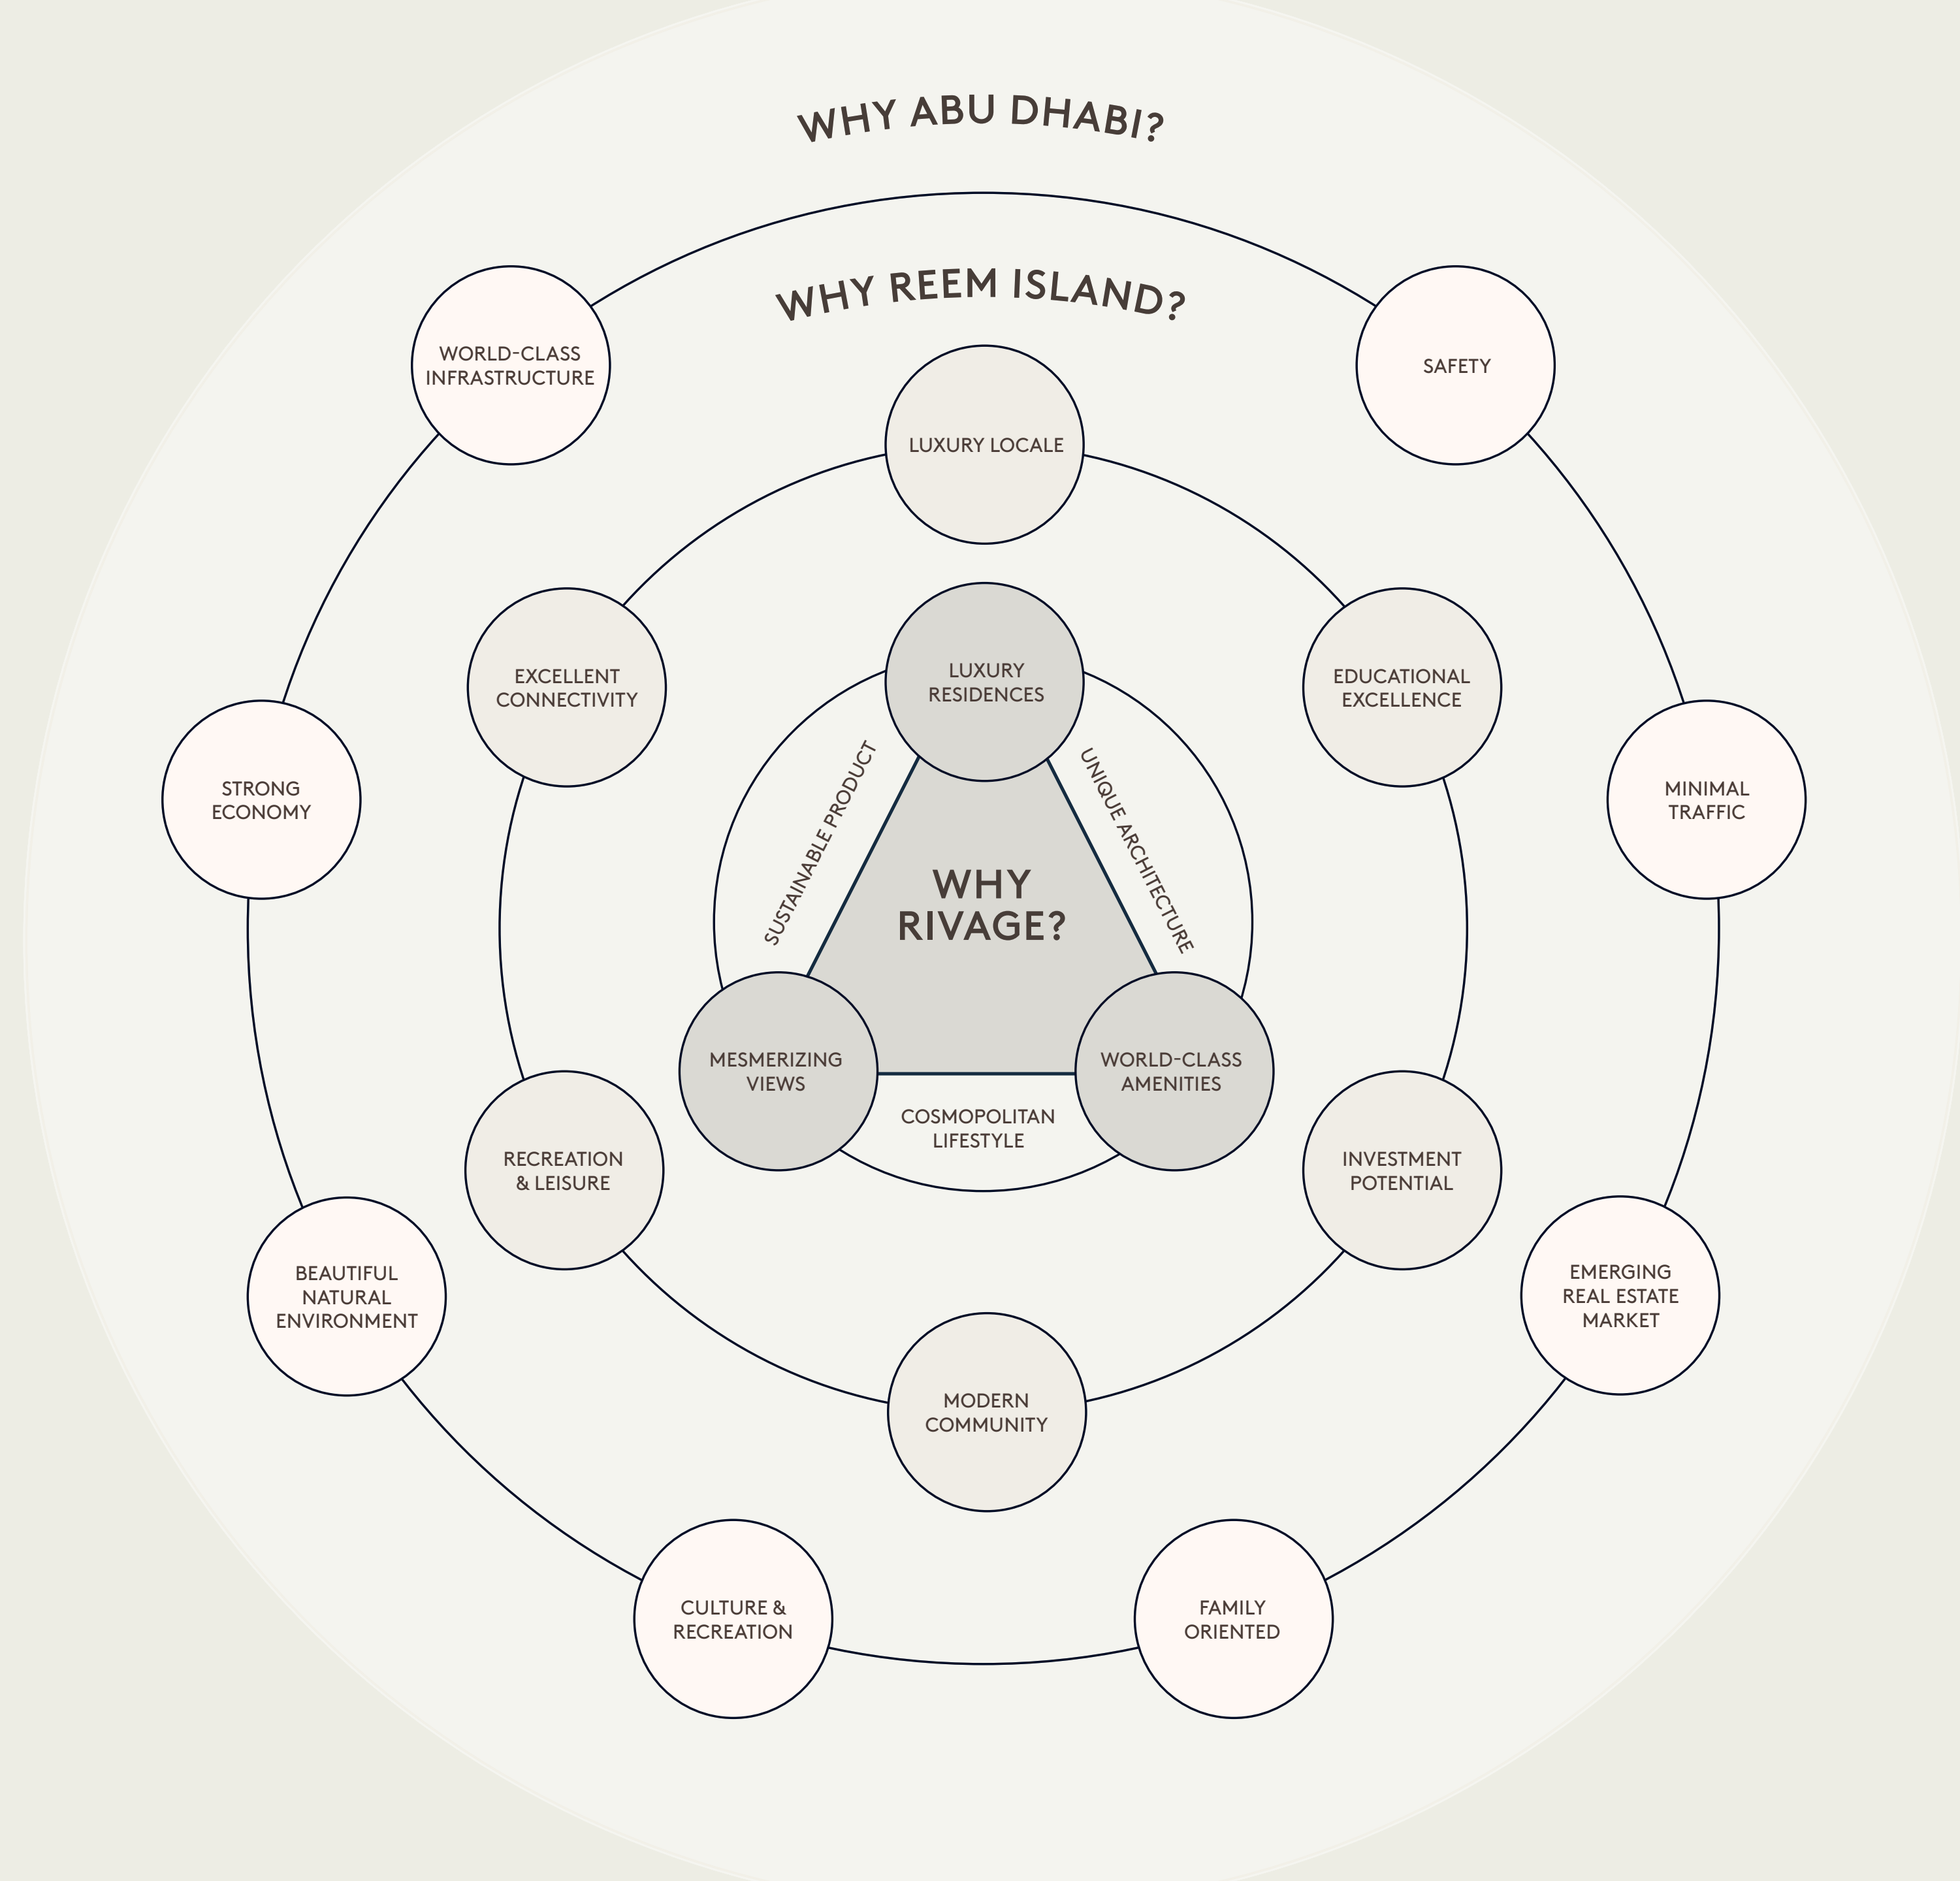 WHY ABU DHABI?
WHY REEM ISLAND?
WORLD-CLASS
INFRASTRUCTURE
SAFETY
LUXURY LOCALE
EXCELLENT
CONNECTIVITY
LUXURY
RESIDENCES
EDUCATIONAL
EXCELLENCE
STRONG
ECONOMY
SUSTAINABLE PRODUCT
UNIQUE ARCHITECTURE
MINIMAL
TRAFFIC
WHY
RIVAGE?
MESMERIZING
VIEWS
WORLD-CLASS
AMENITIES
COSMOPOLITAN
LIFESTYLE
RECREATION
& LEISURE
INVESTMENT
POTENTIAL
BEAUTIFUL
NATURAL
ENVIRONMENT
EMERGING
REAL ESTATE
MARKET
MODERN
COMMUNITY
CULTURE &
RECREATION
FAMILY
ORIENTED